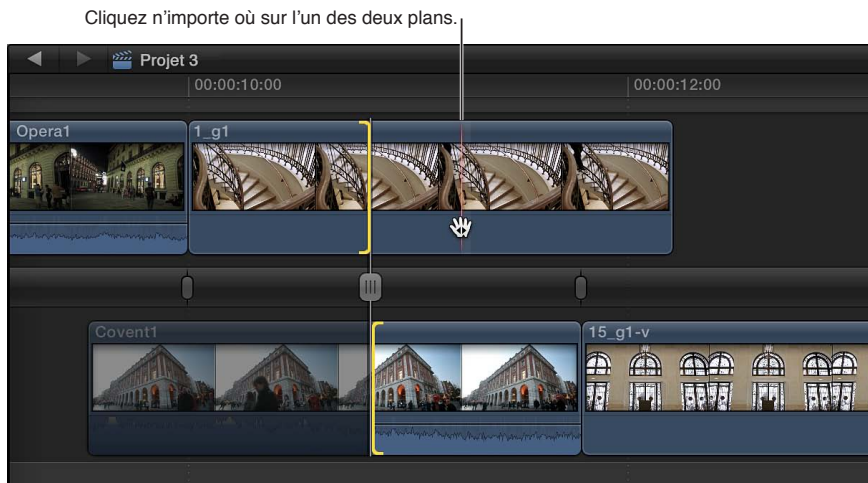 Cliquez n’importe où sur l’un des deux plans.
Projet 3
00:00:10:00
00:00:12:00
Opera1
1_g1
Covent1
15_g1-v